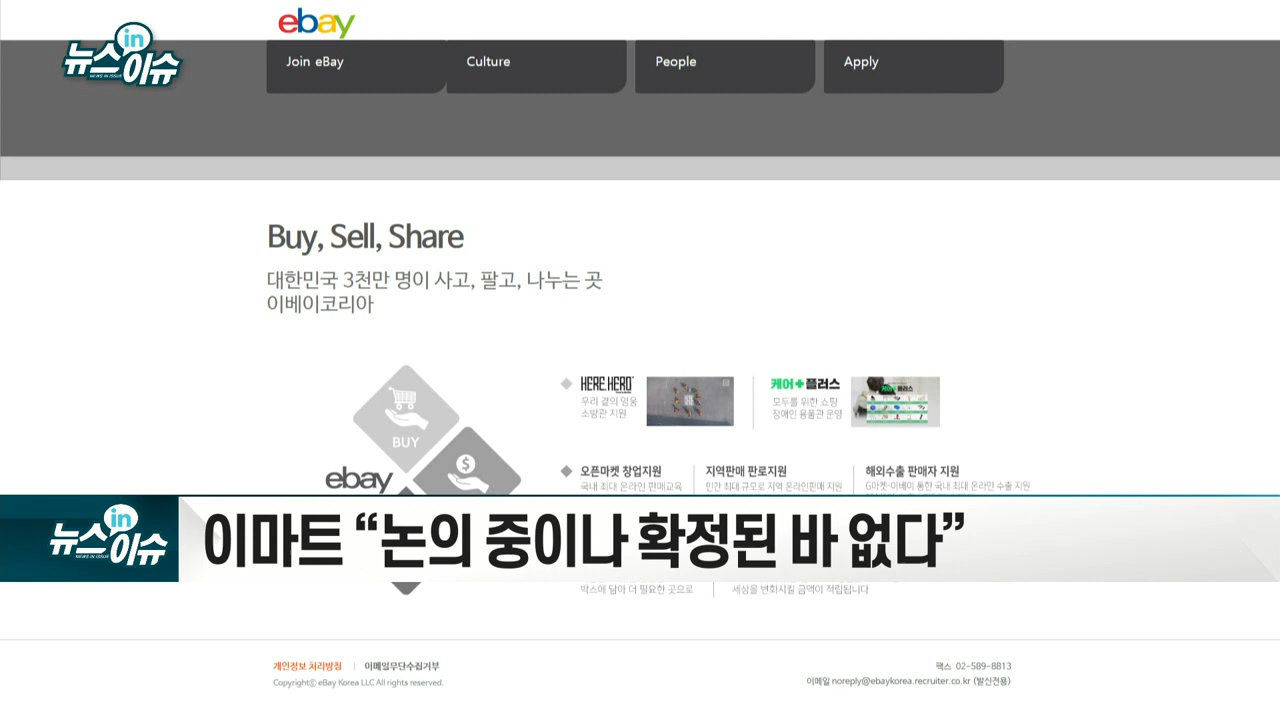 ebay
뉴스in이슈
NEWS IN ISSUE
Join eBay
Culture
People
Apply
Buy, Sell, Share
대한민국 3천만 명이 사고, 팔고, 나누는 곳
이베이코리아
HERE.HERO
우리 곁의 영웅
소방관 지원
케어+플러스
모두를 위한 쇼핑
장애인 용품관 운영
BUY
$
ebay
오픈마켓 창업지원
국내 최대 온라인 판매교육
지역판매 판로지원
민간 최대 규모로 지역 온라인판매 지원
해외수출 판매자 지원
G마켓·이베이 통한 국내 최대 온라인 수출 지원
뉴스in이슈
NEWS IN ISSUE
이마트 “논의 중이나 확정된 바 없다”
박스에 담아 더 필요한 곳으로
세상을 변화시킬 금액이 적립됩니다
개인정보 처리방침
이메일무단수집거부
팩스 02-589-8813
Copyrightⓒ eBay Korea LLC All rights reserved.
이메일 noreply@ebaykorea.recruiter.co.kr (발신전용)